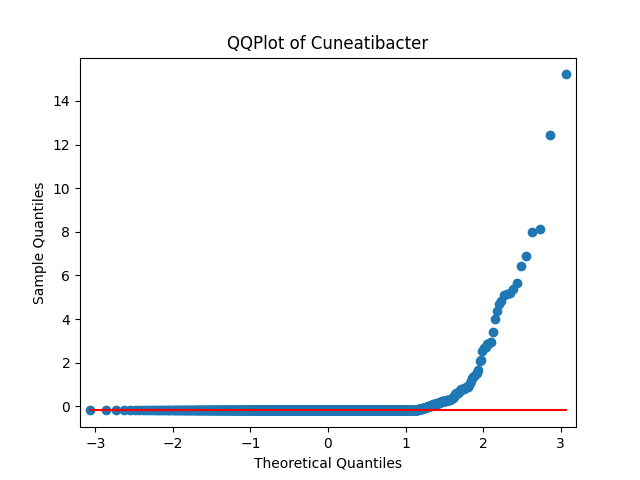 QQPlot of Cuneatibacter
14
12
10
8
6
4
2
0
Sample Quantiles
−3 −2 −1 0 1 2 3
Theoretical Quantiles